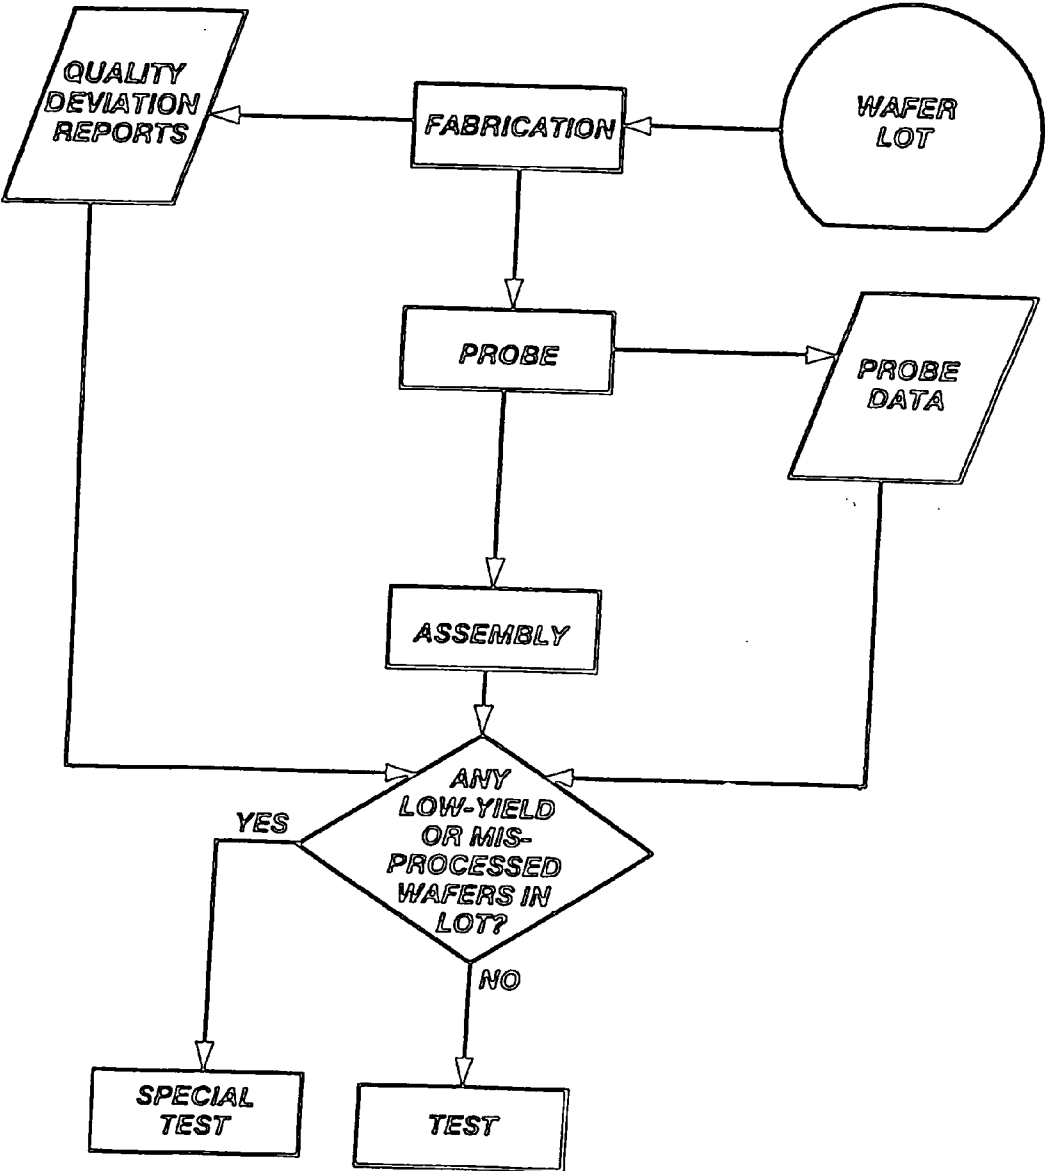 QUALITY
DEVIATION
REPORTS
FABRICATION
WAFER
LOT
PROBE
PROBE
DATA
ASSEMBLY
ANY
LOW-YIELD
OR MIS-
PROCESSED
WAFERS IN
LOT?
YES
NO
SPECIAL
TEST
TEST